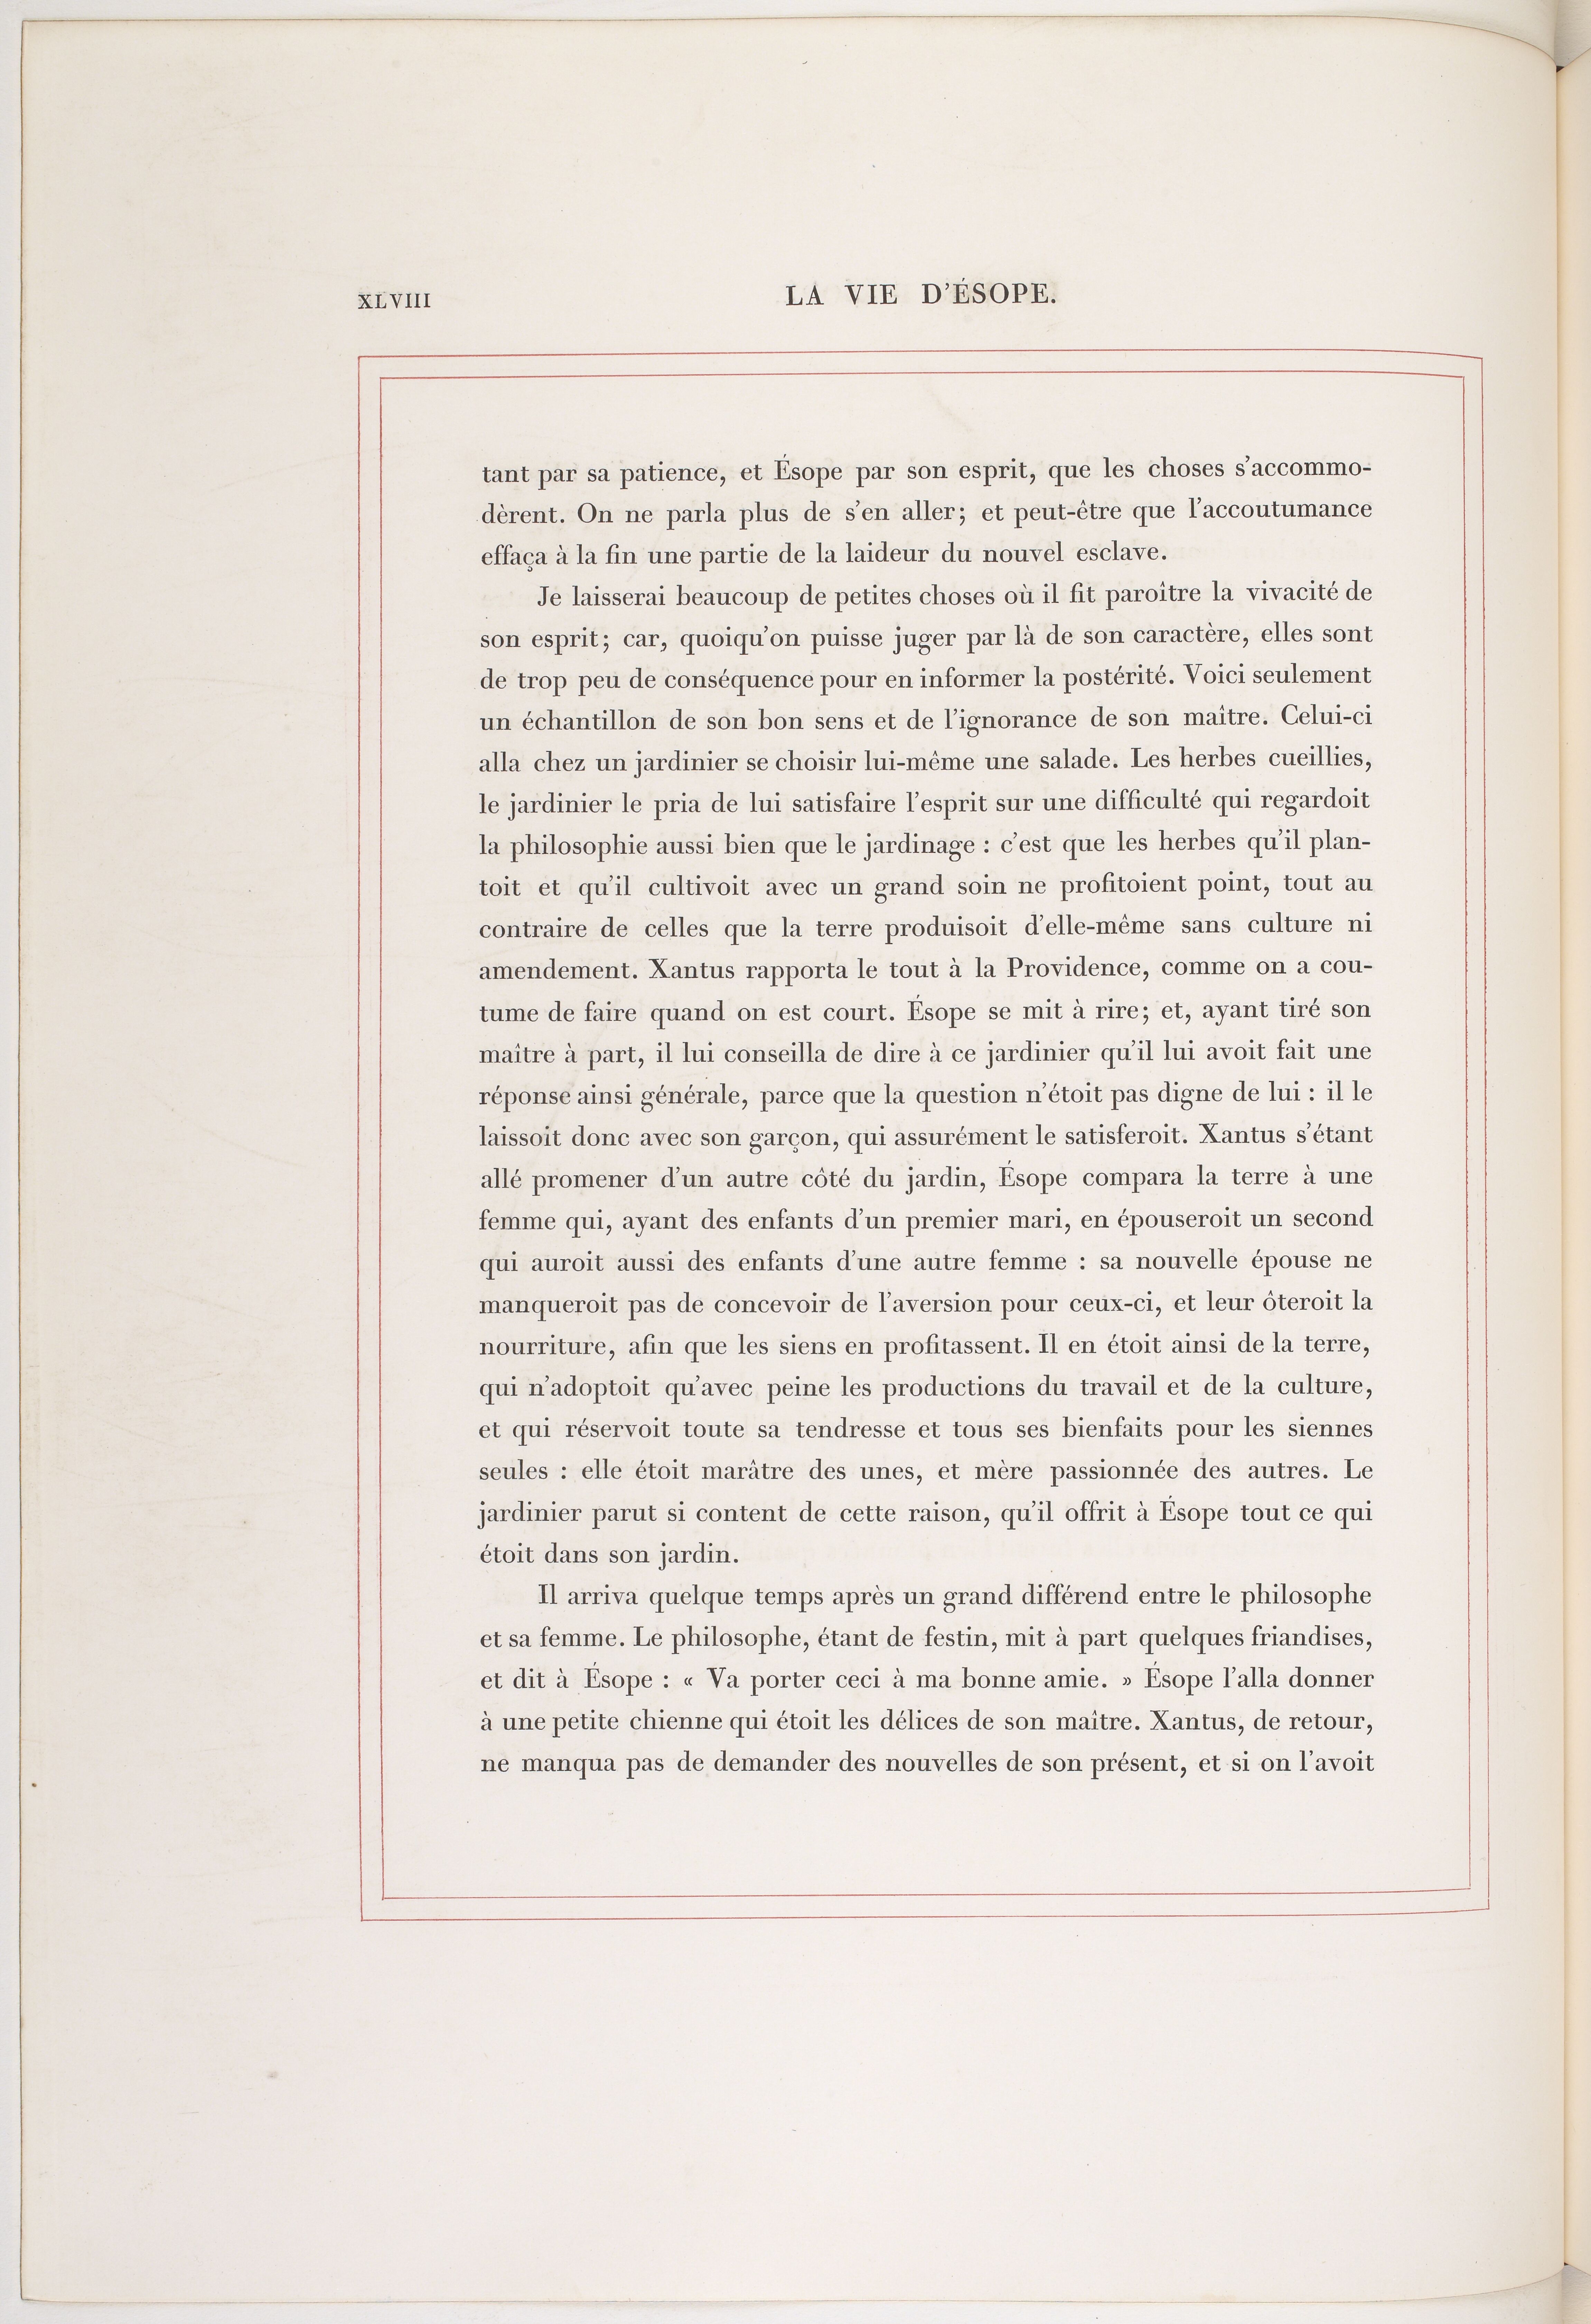 XLVIII
LA VIE D'ÉSOPE.
tant par sa patience, et Ésope par son esprit, que les choses s'accommo-
dèrent. On ne parla plus de s'en aller; et peut-être que l'accoutumance
effaça à la fin une partie de la laideur du nouvel esclave.
Je laisserai beaucoup de petites choses où il fit paroître la vivacité de
son esprit; car, quoiqu'on puisse juger par là de son caractère, elles sont
de trop peu de conséquence pour en informer la postérité. Voici seulement
un échantillon de son bon sens et de l'ignorance de son maître. Celui-ci
alla chez un jardinier se choisir lui-même une salade. Les herbes cueillies,
le jardinier le pria de lui satisfaire l'esprit sur une difficulté qui regardoit
la philosophie aussi bien que le jardinage : c'est que les herbes qu'il plan-
toit et qu'il cultivoit avec un grand soin ne profitoient point, tout au
contraire de celles que la terre produisoit d'elle-même sans culture ni
amendement. Xantus rapporta le tout à la Providence, comme on a cou-
tume de faire quand on est court. Ésope se mit à rire; et, ayant tiré son
maître à part, il lui conseilla de dire à ce jardinier qu'il lui avoit fait une
réponse ainsi générale, parce que la question n'étoit pas digne de lui : il le
laissoit donc avec son garçon, qui assurément le satisferoit. Xantus s'étant
allé promener d'un autre côté du jardin, Ésope compara la terre à une
femme qui, ayant des enfants d'un premier mari, en épouseroit un second
qui auroit aussi des enfants d'une autre femme : sa nouvelle épouse ne
manqueroit pas de concevoir de l'aversion pour ceux-ci, et leur ôteroit la
nourriture, afin que les siens en profitassent. Il en étoit ainsi de la terre,
qui n'adoptoit qu'avec peine les productions du travail et de la culture,
et qui réservoit toute sa tendresse et tous ses bienfaits pour les siennes
seules : elle étoit marâtre des unes, et mère passionnée des autres. Le
jardinier parut si content de cette raison, qu'il offrit à Ésope tout ce qui
étoit dans son jardin.
Il arriva quelque temps après un grand différend entre le philosophe
et sa femme. Le philosophe, étant de festin, mit à part quelques friandises,
et dit à Ésope : « Va porter ceci à ma bonne amie. » Ésope l'alla donner
à une petite chienne qui étoit les délices de son maître. Xantus, de retour,
ne manqua pas de demander des nouvelles de son présent, et si on l'avoit